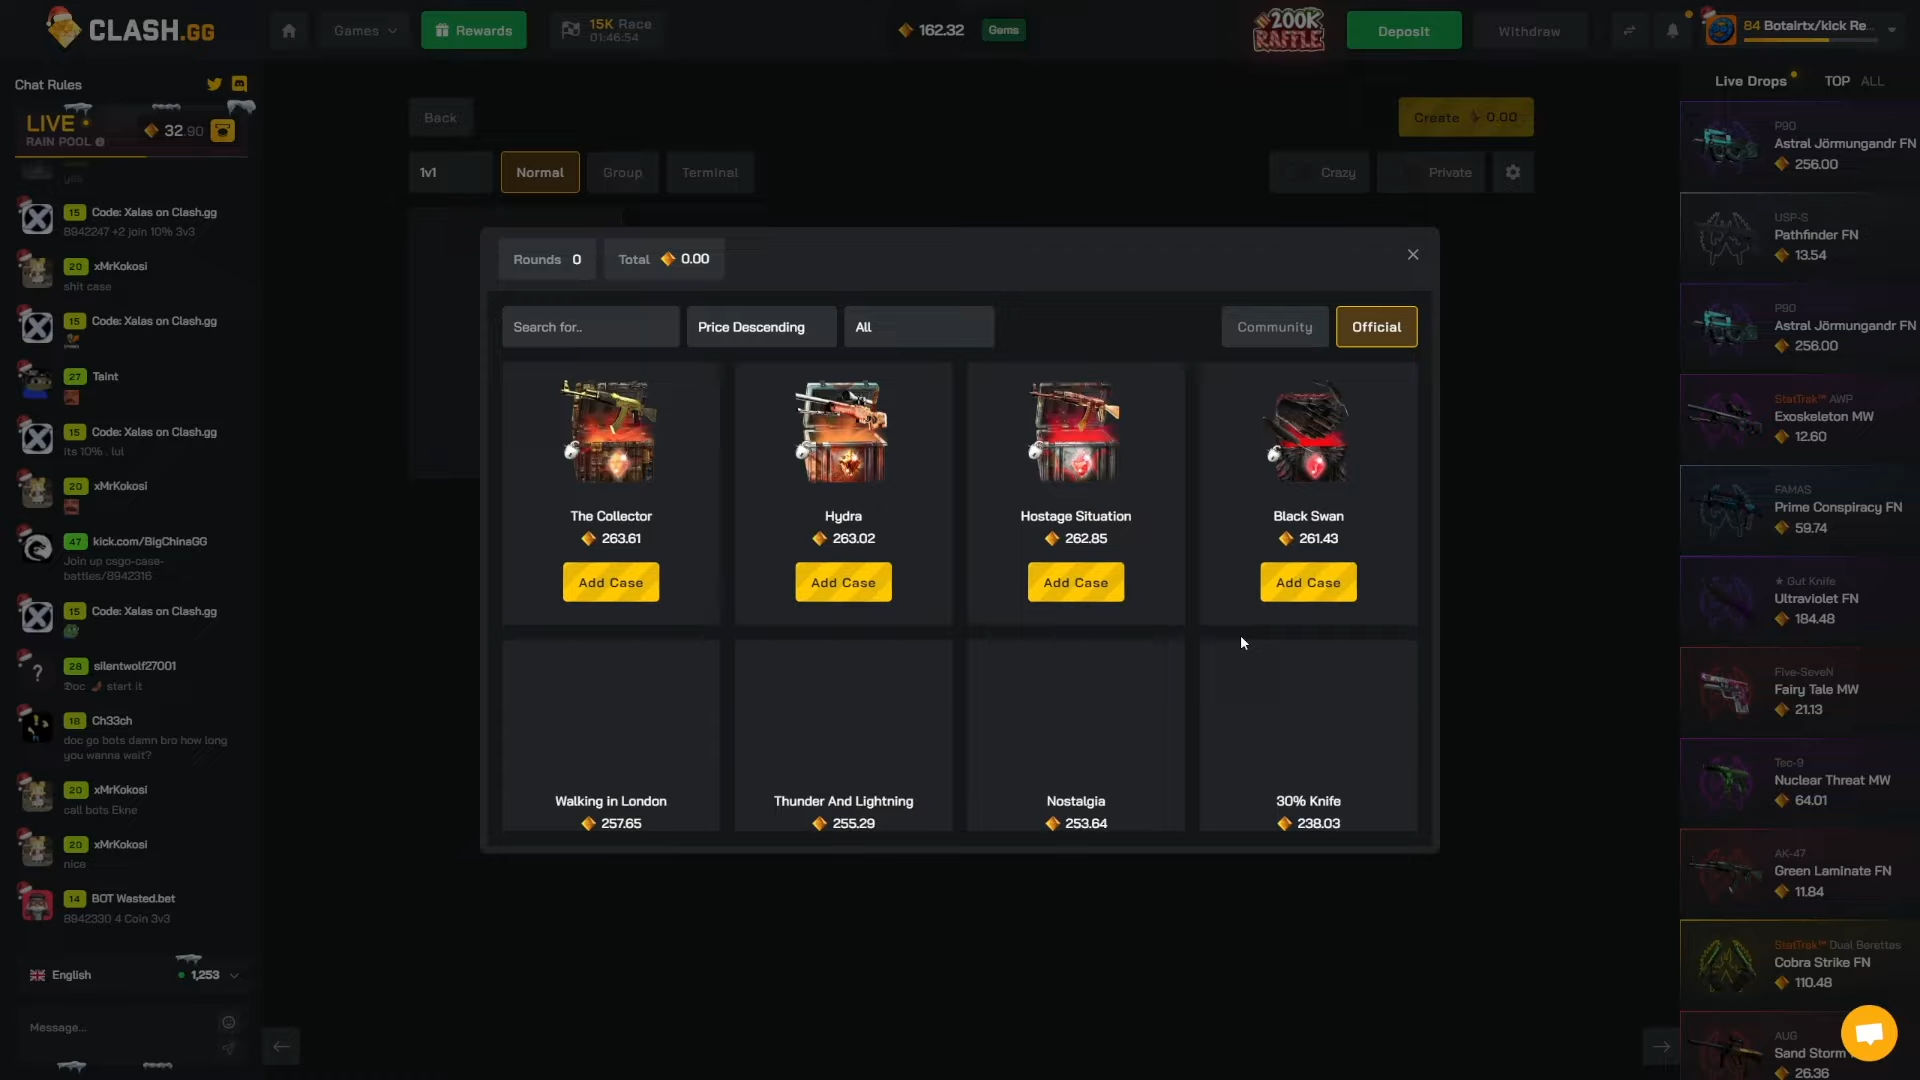 CLASH.GG
Games
Rewards
15K Race
01:46:54
162.32
Gems
200K
RAFFLE
Deposit
Withdraw
84 Botairtx/kick Re...
Chat Rules
LIVE
RAIN POOL
32.90
Code: Xalas on Clash.gg
15
8942247 +2 join 10% 3v3
20 xMrKokosi
shit case
15 Code: Xalas on Clash.gg
27 Taint
15 Code: Xalas on Clash.gg
its 10% . lul
20 xMrKokosi
47 kick.com/BigChinaGG
Join up csgo-case-
battles/8942316
15 Code: Xalas on Clash.gg
28 silentwolf27001
Doc start it
18 Ch33ch
doc go bots damn bro how long
you wanna wait?
20 xMrKokosi
call bots Ekne
20 xMrKokosi
nice
14 BOT Wasted.bet
8942330 4 Coin 3v3
English
1,253
Message...
Back
Create 0.00
1v1
Normal
Group
Terminal
Crazy
Private
Rounds 0
Total 0.00
Search for..
Price Descending
All
Community
Official
The Collector
263.61
Add Case
Hydra
263.02
Add Case
Hostage Situation
262.85
Add Case
Black Swan
261.43
Add Case
Walking in London
257.65
Thunder And Lightning
255.29
Nostalgia
253.64
30% Knife
238.03
Live Drops
TOP ALL
P90
Astral Jörmungandr FN
256.00
USP-S
Pathfinder FN
13.54
P90
Astral Jörmungandr FN
256.00
StatTrak™ AWP
Exoskeleton MW
12.60
FAMAS
Prime Conspiracy FN
59.74
★ Gut Knife
Ultraviolet FN
184.48
Five-SeveN
Fairy Tale MW
21.13
Tec-9
Nuclear Threat MW
64.01
AK-47
Green Laminate FN
11.84
StatTrak™ Dual Berettas
Cobra Strike FN
110.48
AUG
Sand Storm
26.36